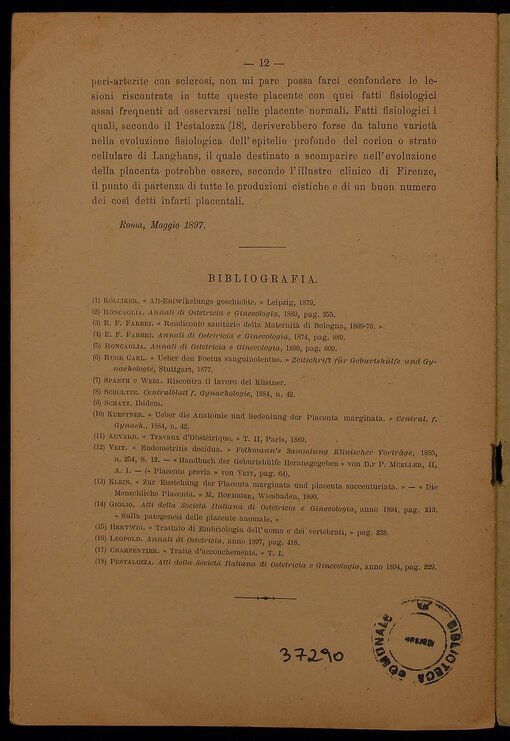 — 12 —
peri-arterite con sclerosi, non mi pare possa farci confondere le le-
sioni riscontrate in tutte queste placente con quei fatti fisiologici
assai frequenti ad osservarsi nelle placente normali. Fatti fisiologici i
quali, secondo il Pestalozza (18), deriverebbero forse da talune varietà
nella evoluzione fisiologica dell'epitelio profondo del corion o strato
cellulare di Langhans, il quale destinato a scomparire nell'evoluzione
della placenta potrebbe essere, secondo l'illustre clinico di Firenze,
il punto di partenza di tutte le produzioni cistiche e di un buon numero
dei così detti infarti placentali.
Roma, Maggio 1897.
BIBLIOGRAFIA.
(1) KÖLLIKER. « Alt-Entwikelungs geschichte. » Leipzig, 1879.
(2) RONCAGLIA. Annali di Ostetricia e Ginecologia, 1889, pag. 355.
(3) E. F. FABBRI. « Rendiconto sanitario della Maternità di Bologna, 1869-70. »
(4) E. F. FABBRI. Annali di Ostetricia e Ginecologia, 1874, pag. 889.
(5) RONCAGLIA. Annali di Ostetricia e Ginecologia, 1890, pag. 609.
(6) RUGE CARL. « Ueber den Foetus sanguinolentus. » Zeitschrift für Geburtshülfe und Gy-
naekologie, Stuttgart, 1877.
(7) SPAETH e WEDL. Riscontra il lavoro del Küstner.
(8) SCHULTZE. Centralblatt f. Gynaekologie, 1884, n. 42.
(9) SCHATZ. Ibidem.
(10) KUESTNER. « Ueber die Anatomie und Bedenlung der Placenta marginata. » Central. f.
Gynaek., 1884, n. 42.
(11) AUVARD. « Travaux d'Obstétrique. » T. II, Paris, 1889.
(12) VEIT. « Endometritis decidua. » Volkmann's Sammlung Klinischer Vorträge, 1885,
n. 254, S. 12. — « Handbuch der Geburtshülfe Heransgegeben » von D.r P. MUELLER, II,
A. 1. — (« Placenta previa » von VEIT, pag. 64).
(13) KLEIN. « Zur Enstehung der Placenta marginata und placenta succenturiata. » — « Die
Menschliche Placenta. » M. HOFMEIER, Wiesbaden, 1890.
(14) GIGLIO. Atti della Società Italiana di Ostetricia e Ginecologia, anno 1894, pag. 213.
« Sulla patogenesi delle placente anomale. »
(15) HERTWIG. « Trattato di Embriologia dell'uomo e dei vertebrati, » pag. 238.
(16) LEOPOLD. Annali di Ostetricia, anno 1897, pag. 418.
(17) CHARPENTIER. « Traité d'accouchements. » T. I.
(18) PESTALOZZA. Atti della Società Italiana di Ostetricia e Ginecologia, anno 1894, pag. 229.
37290
BIBLIOTECA COMUNALE